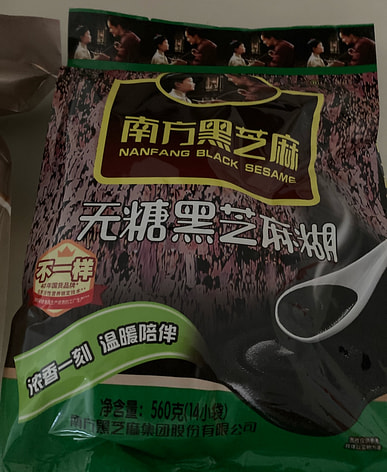 南方黑芝麻
NANFANG BLACK SESAME
无糖黑芝麻糊
不一样
浓香一刻 温暖陪伴
净含量：560克(14小袋)
南方黑芝麻集团股份有限公司